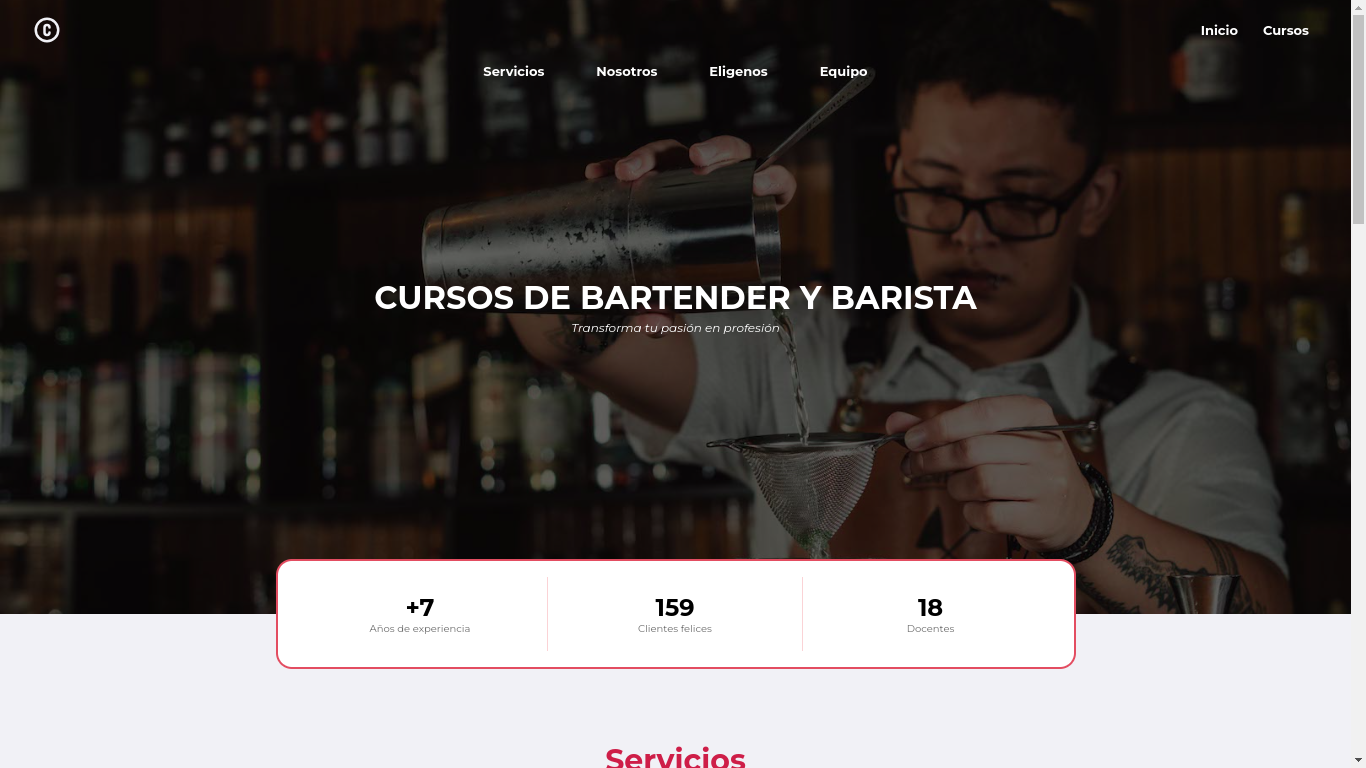 ©
Inicio Cursos
Servicios Nosotros Eligenos Equipo
CURSOS DE BARTENDER Y BARISTA
Transforma tu pasión en profesión
+7 159 18
Años de experiencia Clientes felices Docentes
Servicios